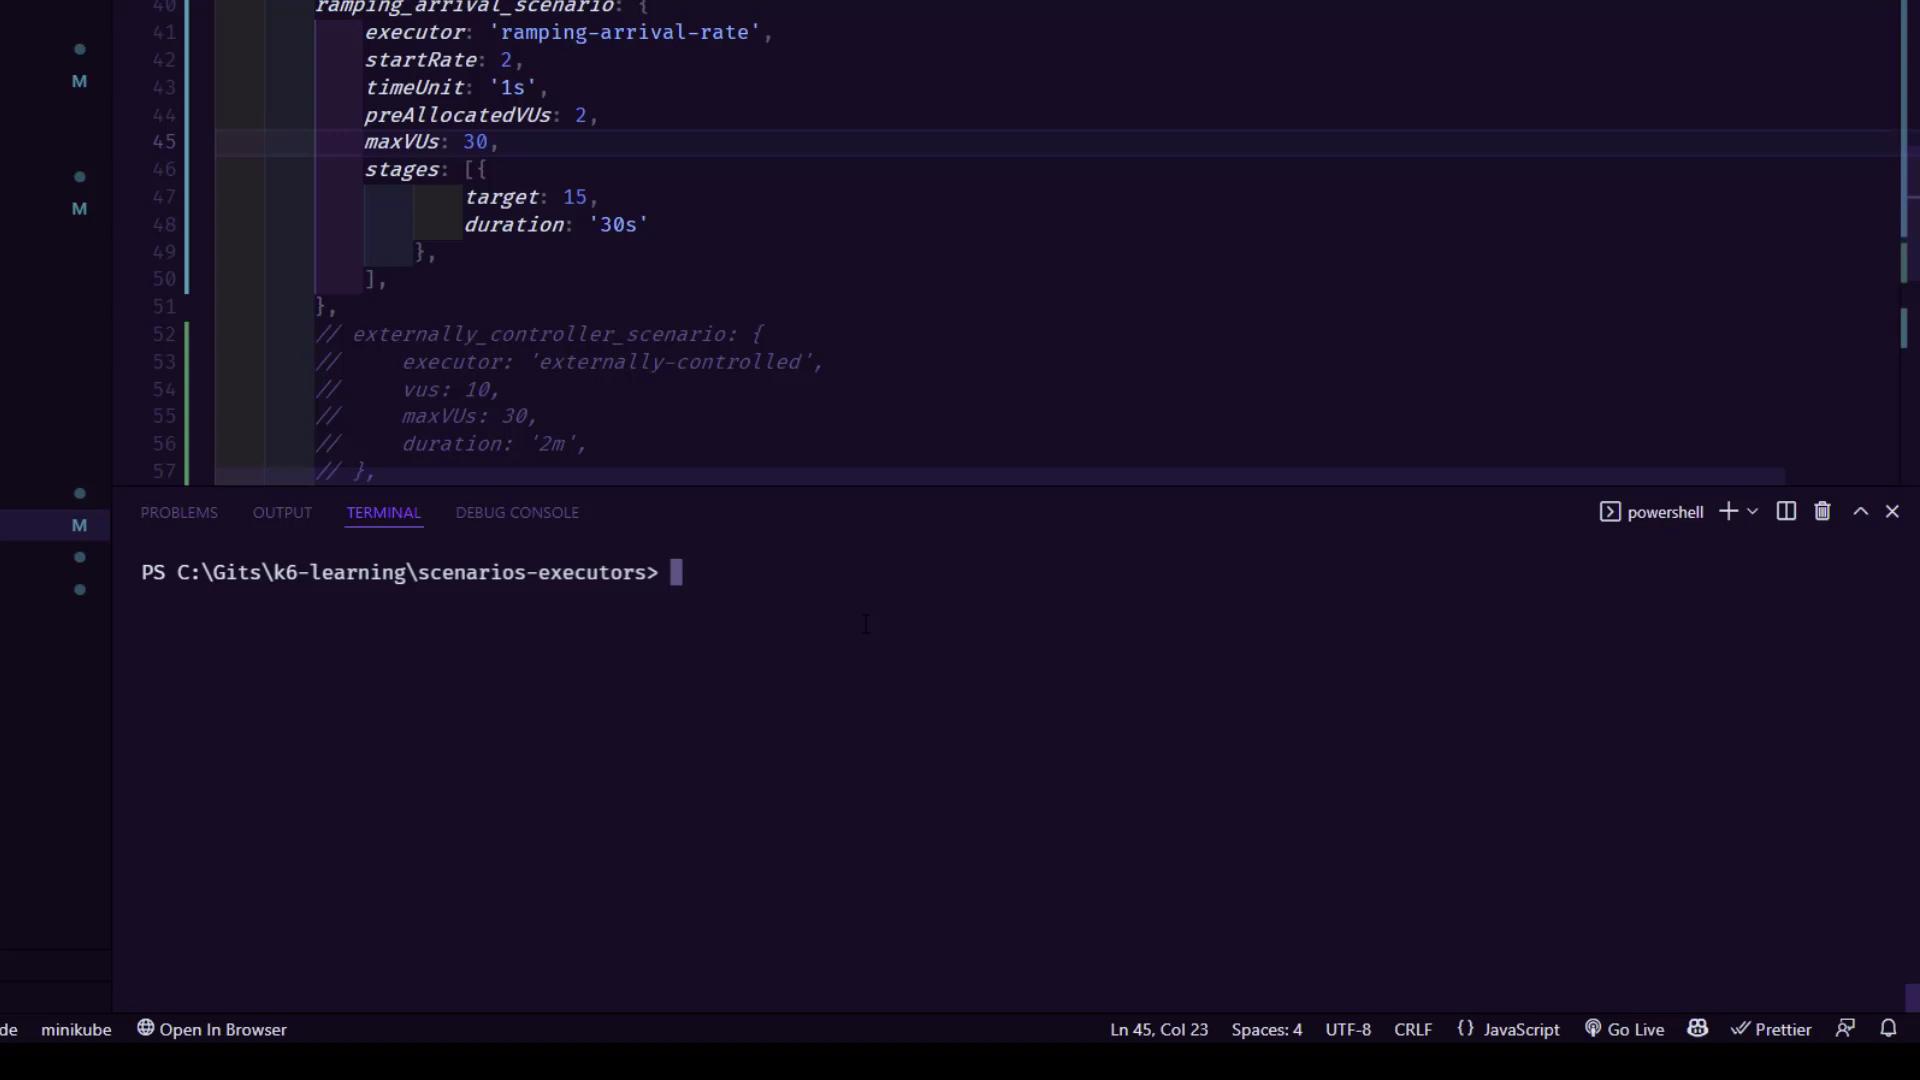 40 ramping_arrival_scenario: {
41 executor: 'ramping-arrival-rate',
42 startRate: 2,
43 timeUnit: '1s',
44 preAllocatedVUs: 2,
45 maxVUs: 30,
46 stages: [{
47 target: 15,
48 duration: '30s'
49 },
50 ],
51 },
52 // externally_controller_scenario: {
53 // executor: 'externally-controlled',
54 // vus: 10,
55 // maxVUs: 30,
56 // duration: '2m',
57 // },
M
M
M
PROBLEMS OUTPUT TERMINAL DEBUG CONSOLE powershell
PS C:\Gits\k6-learning\scenarios-executors>
de minikube Open In Browser Ln 45, Col 23 Spaces: 4 UTF-8 CRLF {} JavaScript Go Live Prettier